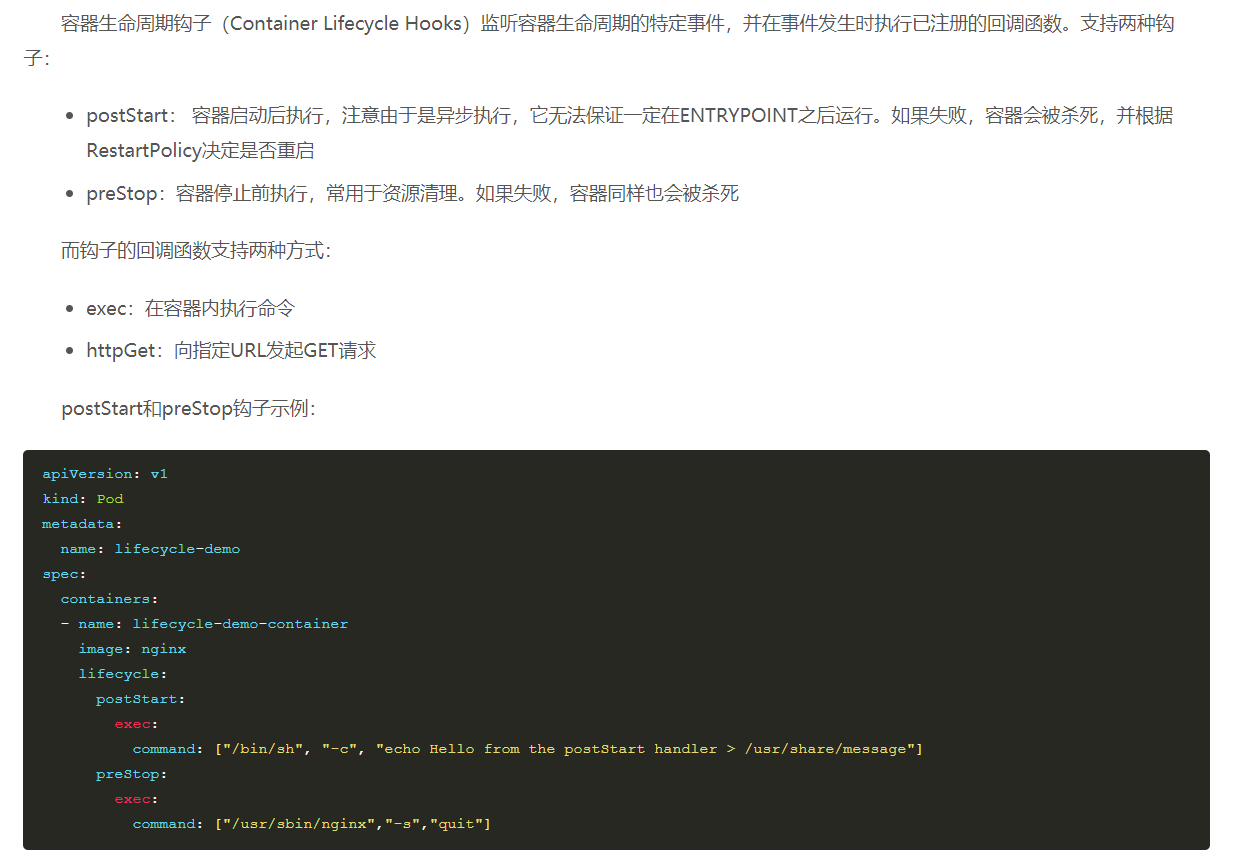 容器生命周期钩子（Container Lifecycle Hooks）监听容器生命周期的特定事件，并在事件发生时执行已注册的回调函数。支持两种钩
子：
• postStart： 容器启动后执行，注意由于是异步执行，它无法保证一定在ENTRYPOINT之后运行。如果失败，容器会被杀死，并根据
RestartPolicy决定是否重启
• preStop：容器停止前执行，常用于资源清理。如果失败，容器同样也会被杀死
而钩子的回调函数支持两种方式：
• exec：在容器内执行命令
• httpGet：向指定URL发起GET请求
postStart和preStop钩子示例：
apiVersion: v1
kind: Pod
metadata:
  name: lifecycle-demo
spec:
  containers:
  - name: lifecycle-demo-container
    image: nginx
    lifecycle:
      postStart:
        exec:
          command: ["/bin/sh", "-c", "echo Hello from the postStart handler > /usr/share/message"]
      preStop:
        exec:
          command: ["/usr/sbin/nginx","-s","quit"]